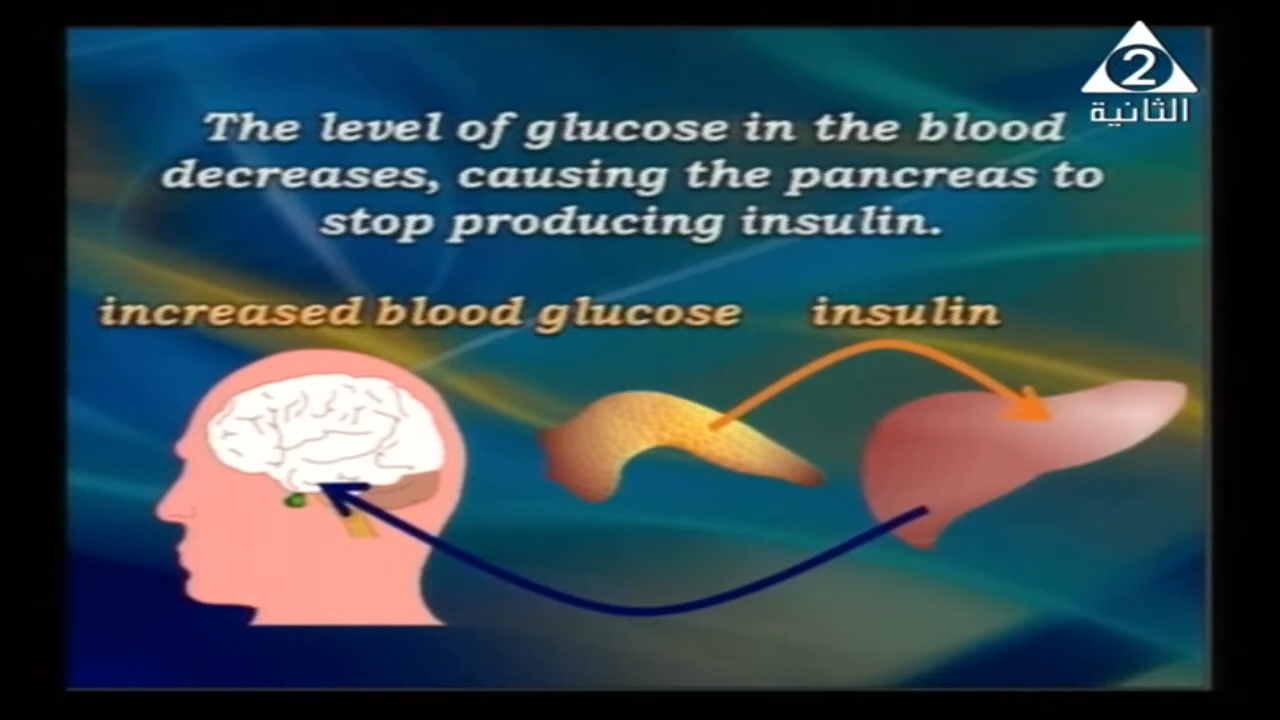 2
الثانية
The level of glucose in the blood
decreases, causing the pancreas to
stop producing insulin.
increased blood glucose insulin